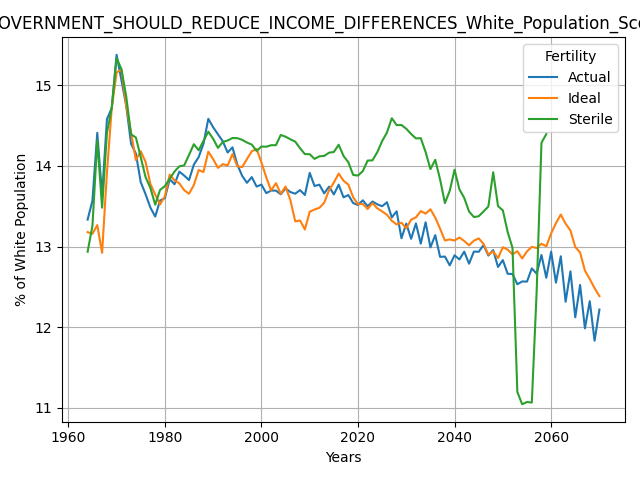 OVERNMENT_SHOULD_REDUCE_INCOME_DIFFERENCES_White_Population_Sco
Fertility
Actual
Ideal
Sterile
% of White Population
15
14
13
12
11
1960 1980 2000 2020 2040 2060
Years